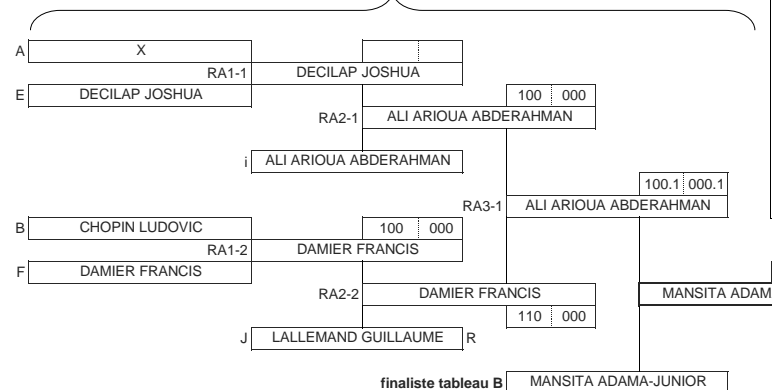 A X
RA1-1 DECILAP JOSHUA
E DECILAP JOSHUA
100 000
RA2-1 ALI ARIOUA ABDERAHMAN
i ALI ARIOUA ABDERAHMAN
100.1 000.1
RA3-1 ALI ARIOUA ABDERAHMAN
B CHOPIN LUDOVIC 100 000
RA1-2 DAMIER FRANCIS
F DAMIER FRANCIS
RA2-2 DAMIER FRANCIS MANSITA ADAM
110 000
J LALLEMAND GUILLAUME R
finaliste tableau B MANSITA ADAMA-JUNIOR